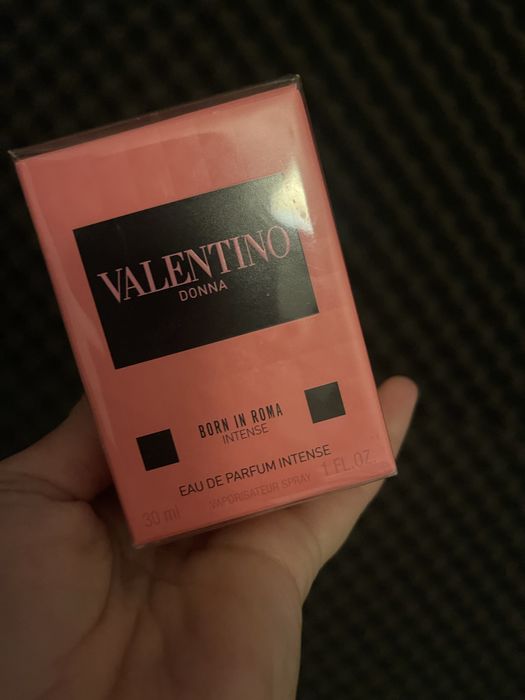 VALENTINO
DONNA
BORN IN ROMA
INTENSE
EAU DE PARFUM INTENSE
30 ml VAPORISATEUR SPRAY 1 FL.OZ.